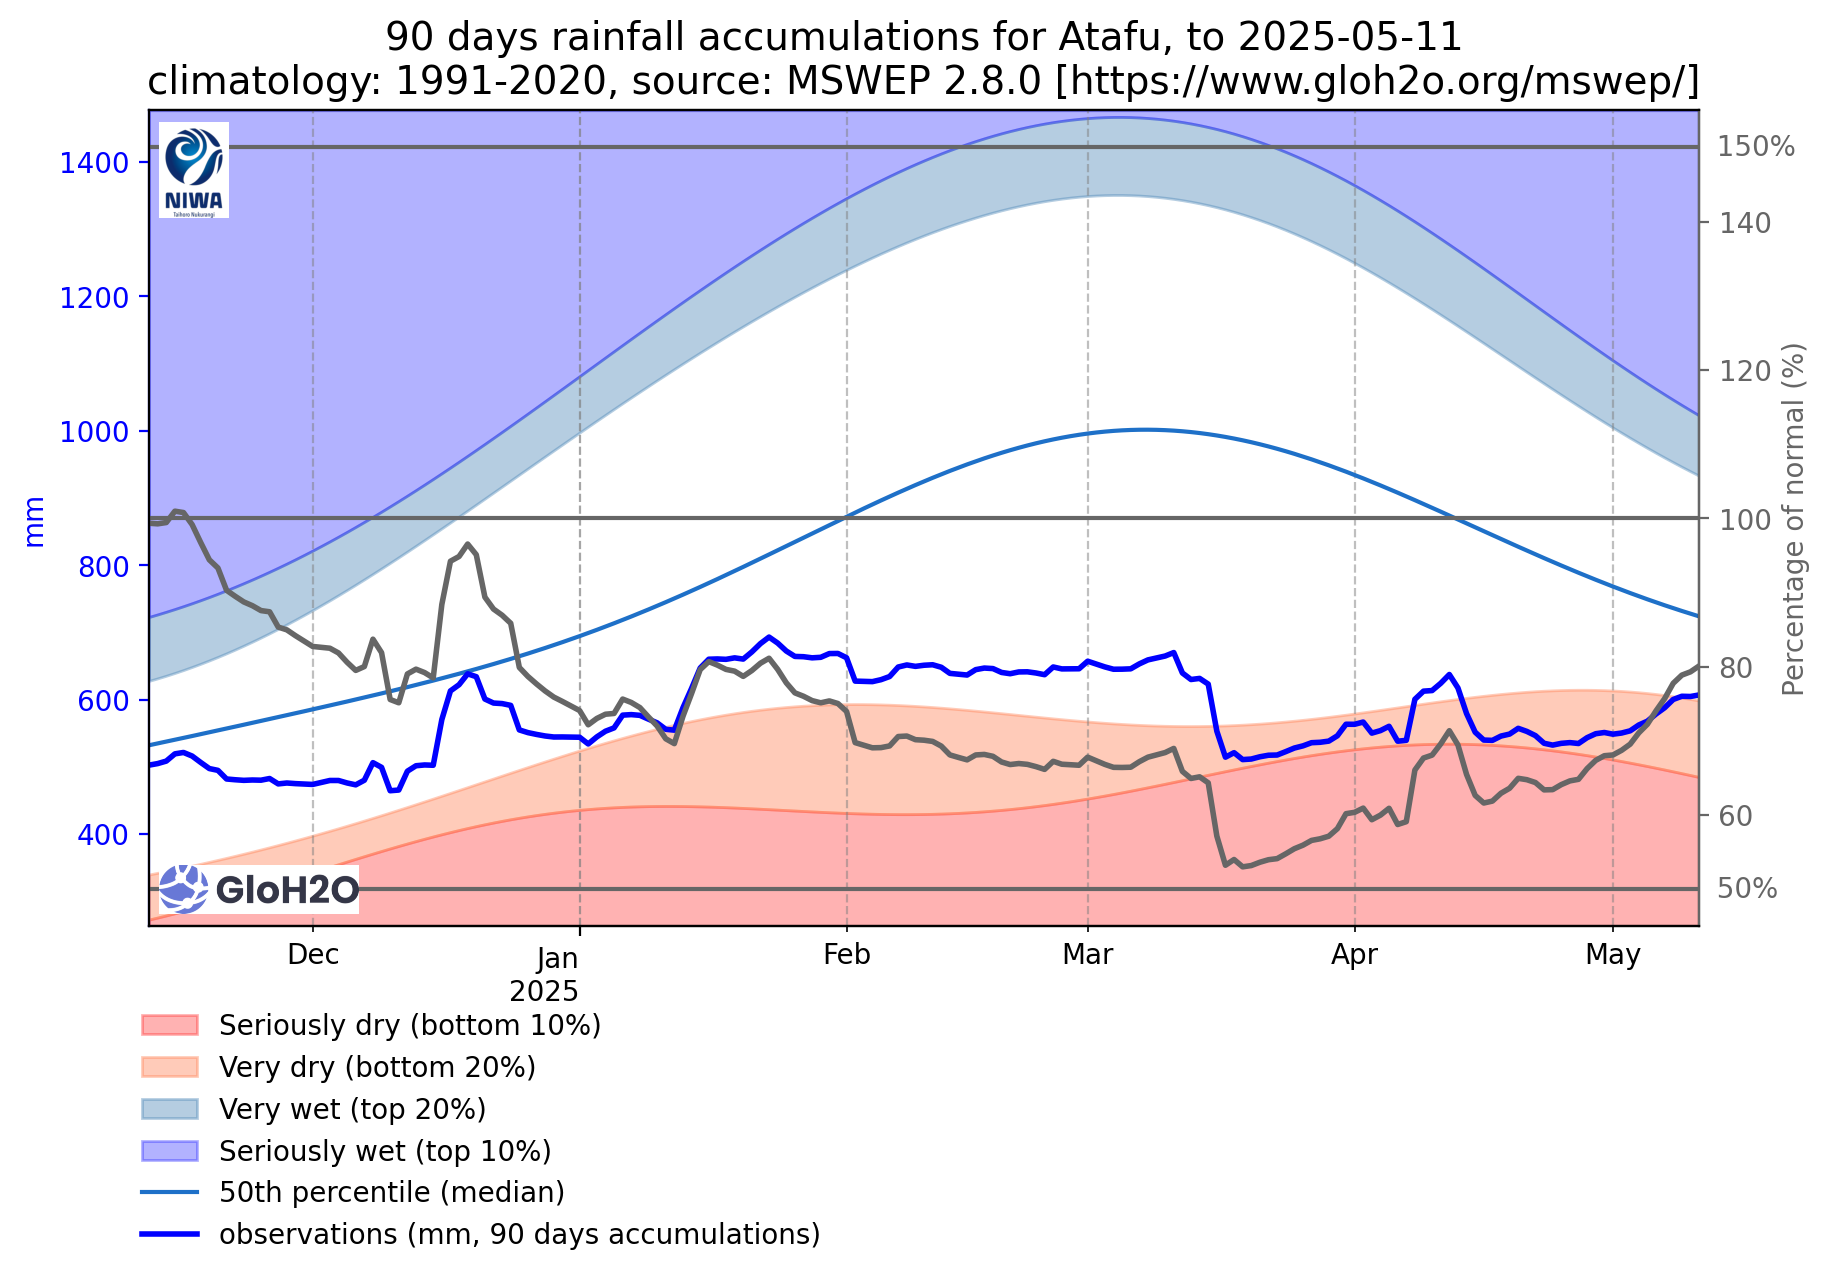 90 days rainfall accumulations for Atafu, to 2025-05-11
climatology: 1991-2020, source: MSWEP 2.8.0 [https://www.gloh2o.org/mswep/]
NIWA
Taihoro Nukurangi
1400
1200
1000
800
600
400
mm
150%
140
120
100
80
60
50%
Percentage of normal (%)
GloH2O
Dec
Jan
2025
Feb
Mar
Apr
May
Seriously dry (bottom 10%)
Very dry (bottom 20%)
Very wet (top 20%)
Seriously wet (top 10%)
50th percentile (median)
observations (mm, 90 days accumulations)